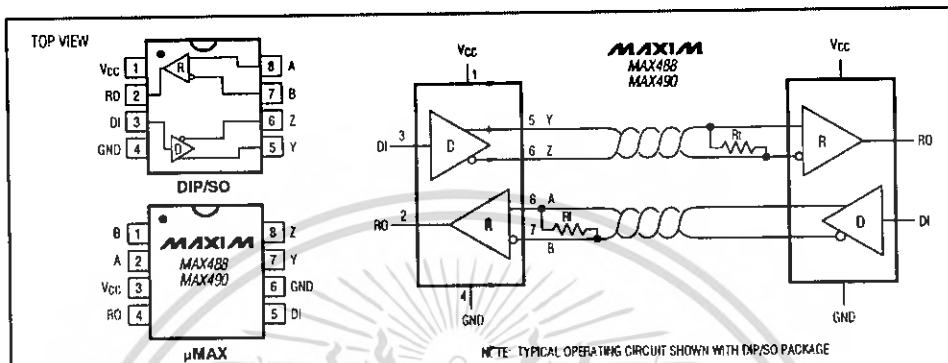 TOP VIEW
VCC 1
RO 2
DI 3
GND 4
R
D
8 A
7 B
6 Z
5 Y
DIP/SO
B 1
A 2
VCC 3
RO 4
MAXIM
MAX488
MAX490
8 Z
7 Y
6 GND
5 DI
µMAX
MAXIM
MAX488
MAX490
VCC
1
DI 3
D
5 Y
6 Z
Rt
R
RO
VCC
RO 2
R
A
7 B
Rt
D
DI
4
GND
GND
TYPICAL OPERATING CIRCUIT SHOWN WITH DIP/SO PACKAGE